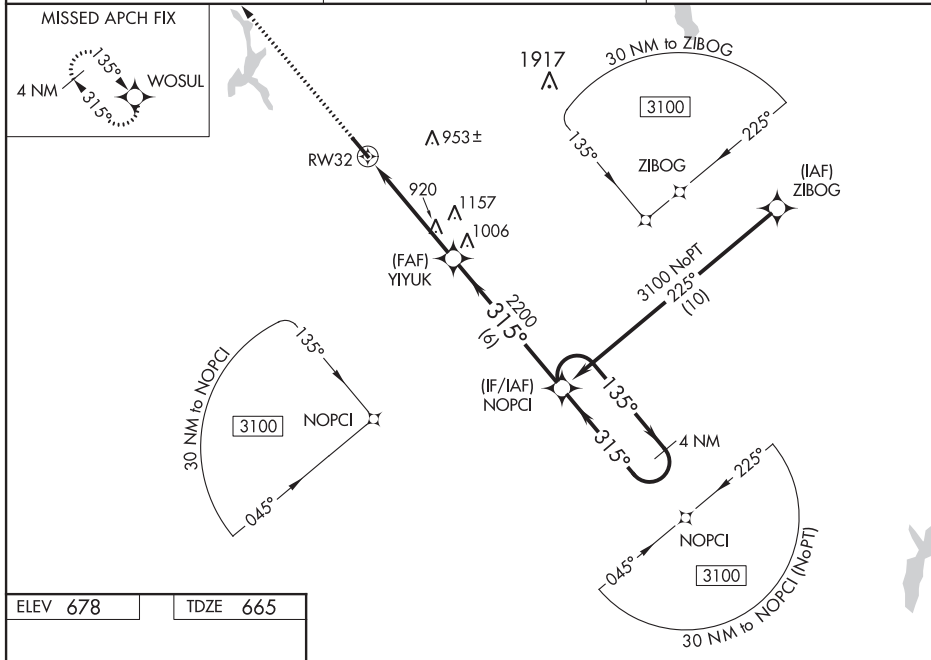 MISSED APCH FIX
135°
WOSUL
4 NM
315°
30 NM to ZIBOG
1917
3100
135°
225°
ZIBOG
953±
RW32
920
1157
1006
(IAF)
ZIBOG
(FAF)
YIYUK
3100 NoPT
225°
(10)
2200
315°
(6)
30 NM to NOPCI
135°
3100
NOPCI
045°
(IF/IAF)
NOPCI
135°
315°
4 NM
225°
NOPCI
045°
3100
30 NM to NOPCI (NoPT)
ELEV 678
TDZE 665